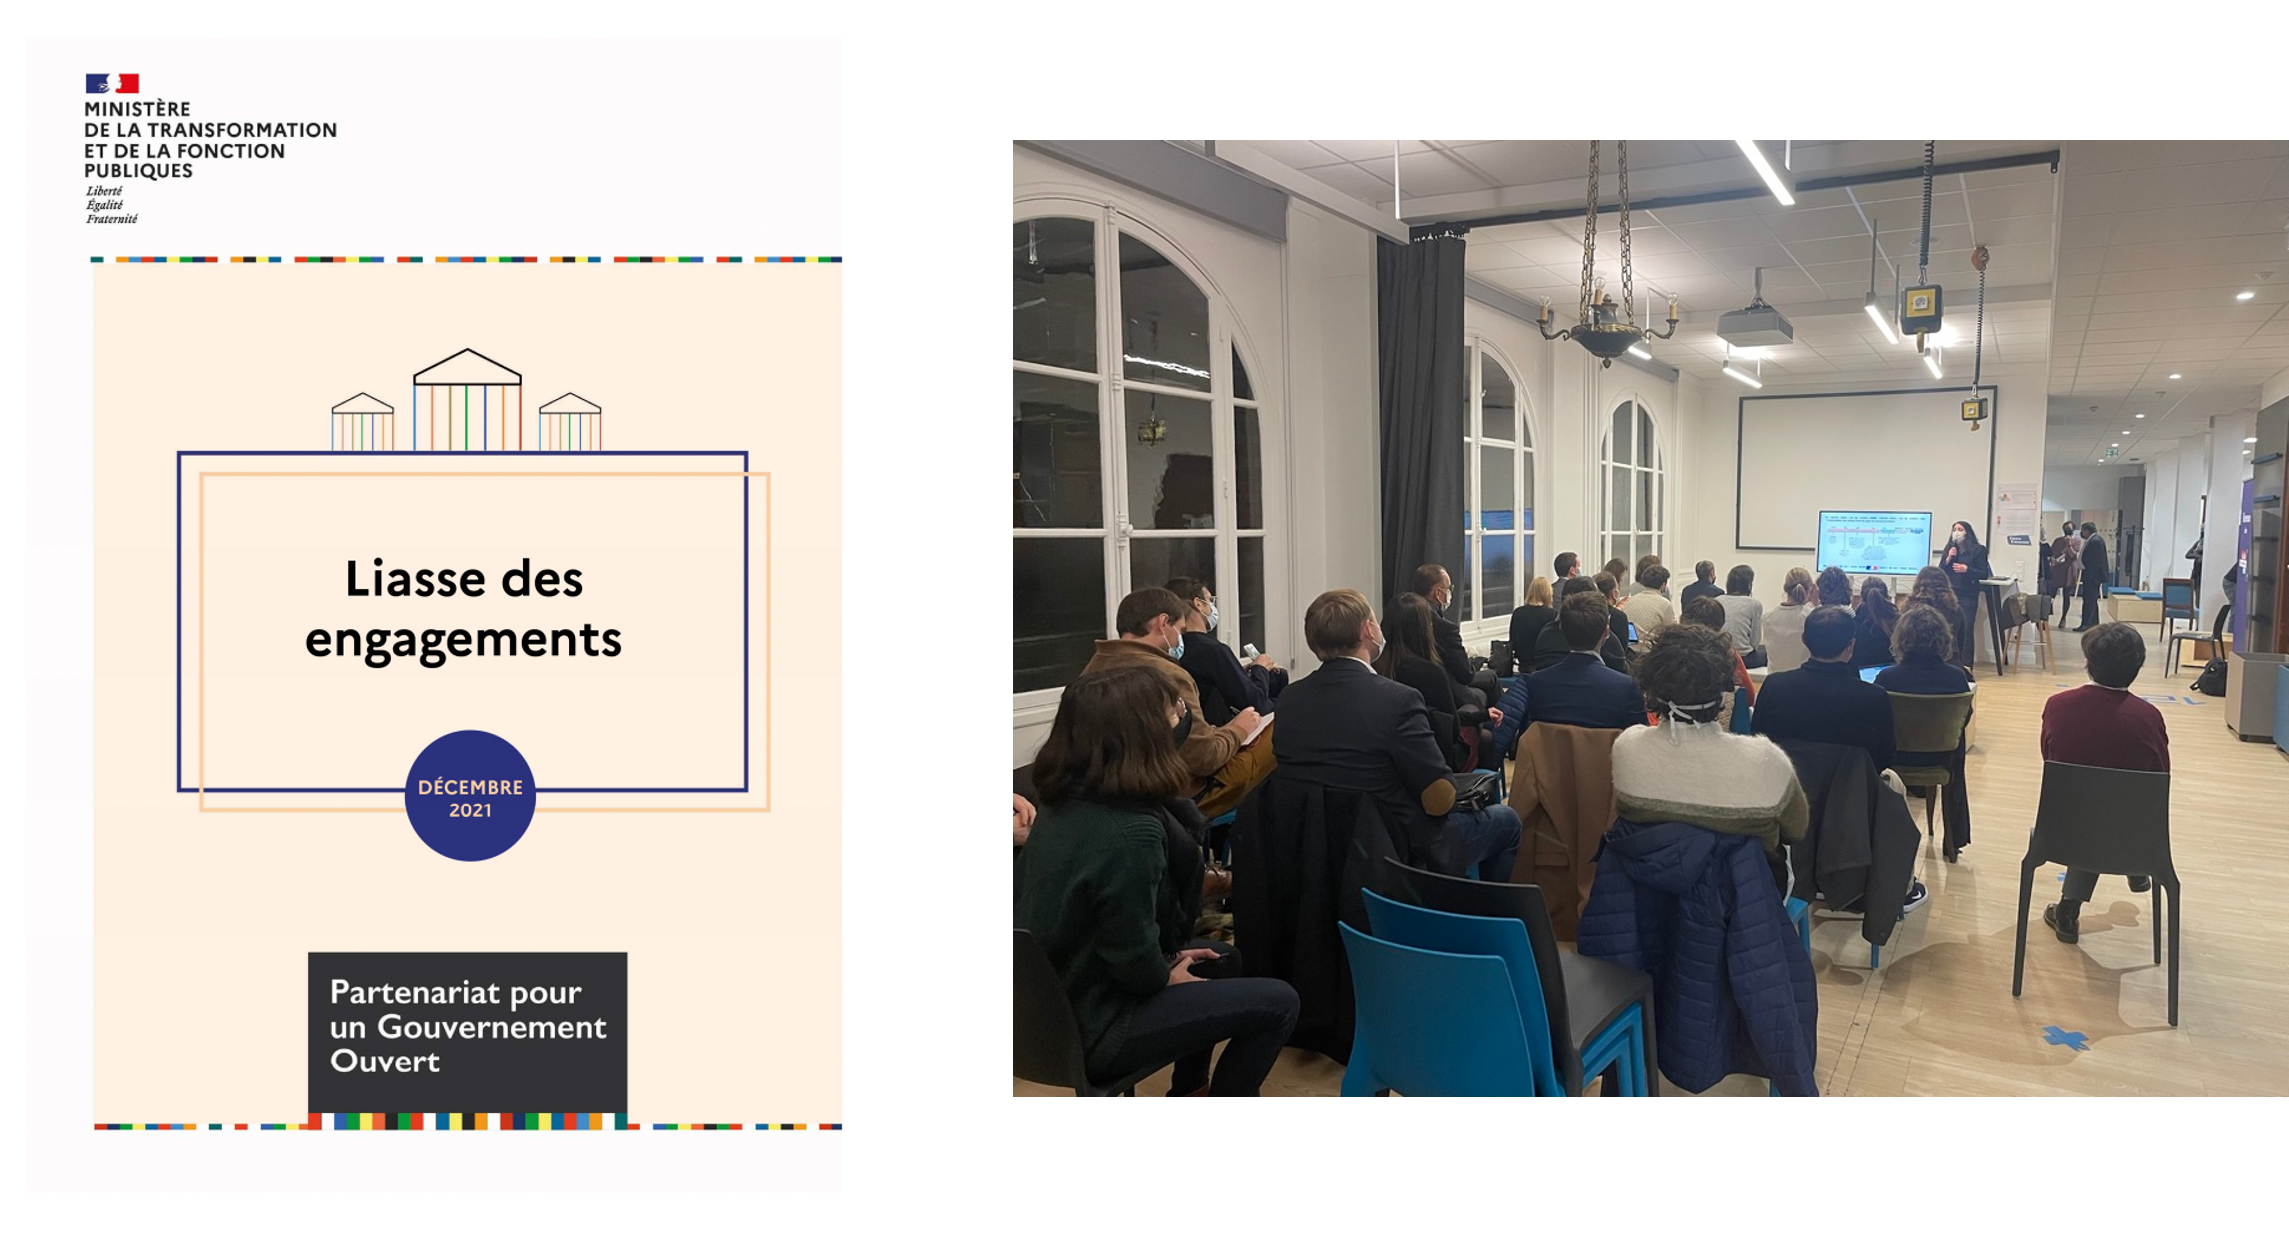 MINISTÈRE
DE LA TRANSFORMATION
ET DE LA FONCTION
PUBLIQUES
Liberté
Égalité
Fraternité
Liasse des
engagements
DÉCEMBRE
2021
Partenariat pour
un Gouvernement
Ouvert